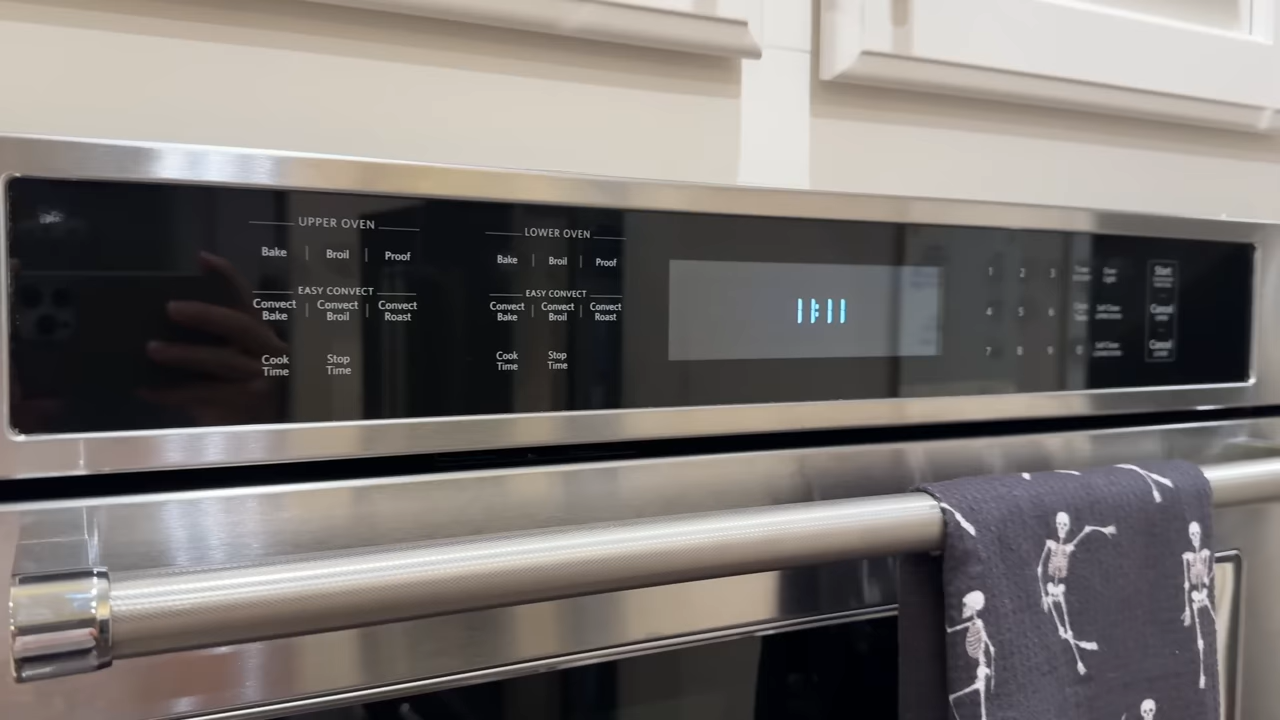 UPPER OVEN
Bake | Broil | Proof
EASY CONVECT
Convect Bake | Convect Broil | Convect Roast
Cook Time Stop Time
LOWER OVEN
Bake | Broil | Proof
EASY CONVECT
Convect Bake | Convect Broil | Convect Roast
Cook Time Stop Time
11:11
1 2 3
4 5 6
7 8 9 0
Start
Cancel
Cancel